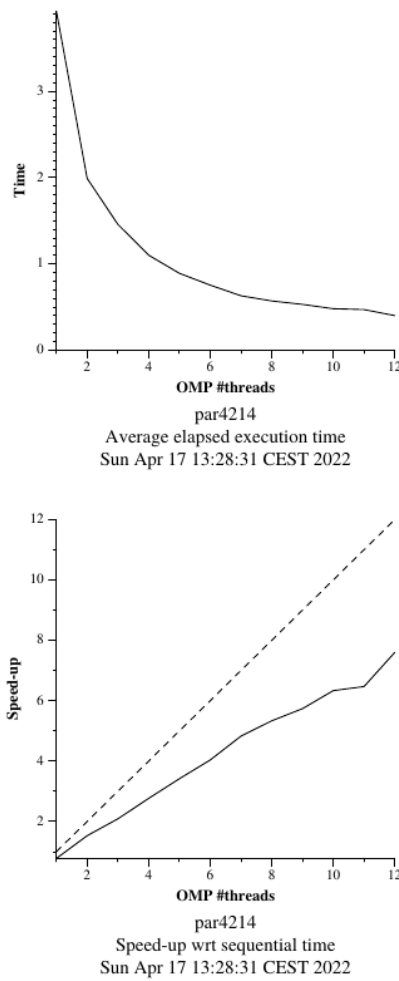 3
2
1
0
Time
2
4
6
8
10
12
OMP #threads
par4214
Average elapsed execution time
Sun Apr 17 13:28:31 CEST 2022
12
10
8
6
4
2
Speed-up
2
4
6
8
10
12
OMP #threads
par4214
Speed-up wrt sequential time
Sun Apr 17 13:28:31 CEST 2022